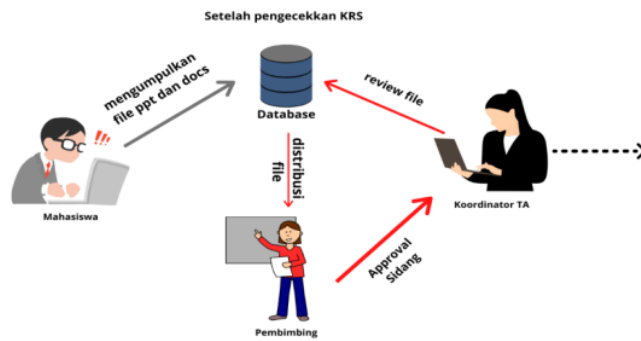 Setelah pengecekkan KRS
mengumpulkan
file ppt dan docs
review file
Database
distribusi
file
Mahasiswa
Koordinator TA
Approval
Sidang
Pembimbing